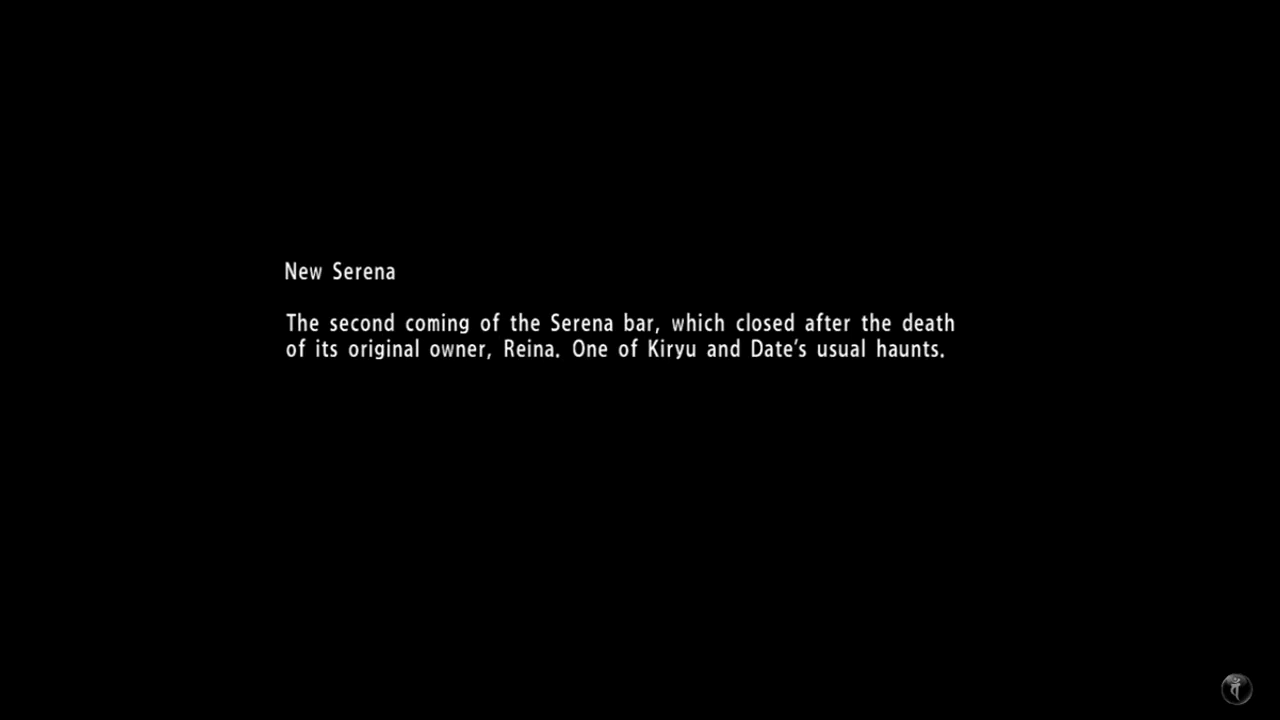 New Serena
The second coming of the Serena bar, which closed after the death
of its original owner, Reina. One of Kiryu and Date's usual haunts.